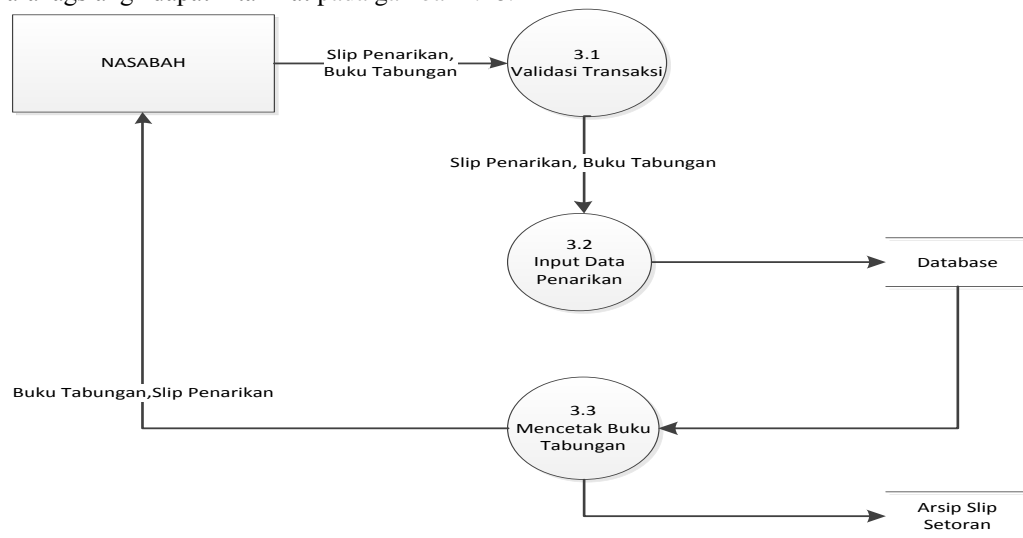 NASABAH
Slip Penarikan,
Buku Tabungan
3.1
Validasi Transaksi
Slip Penarikan, Buku Tabungan
3.2
Input Data
Penarikan
Database
Buku Tabungan,Slip Penarikan
3.3
Mencetak Buku
Tabungan
Arsip Slip
Setoran